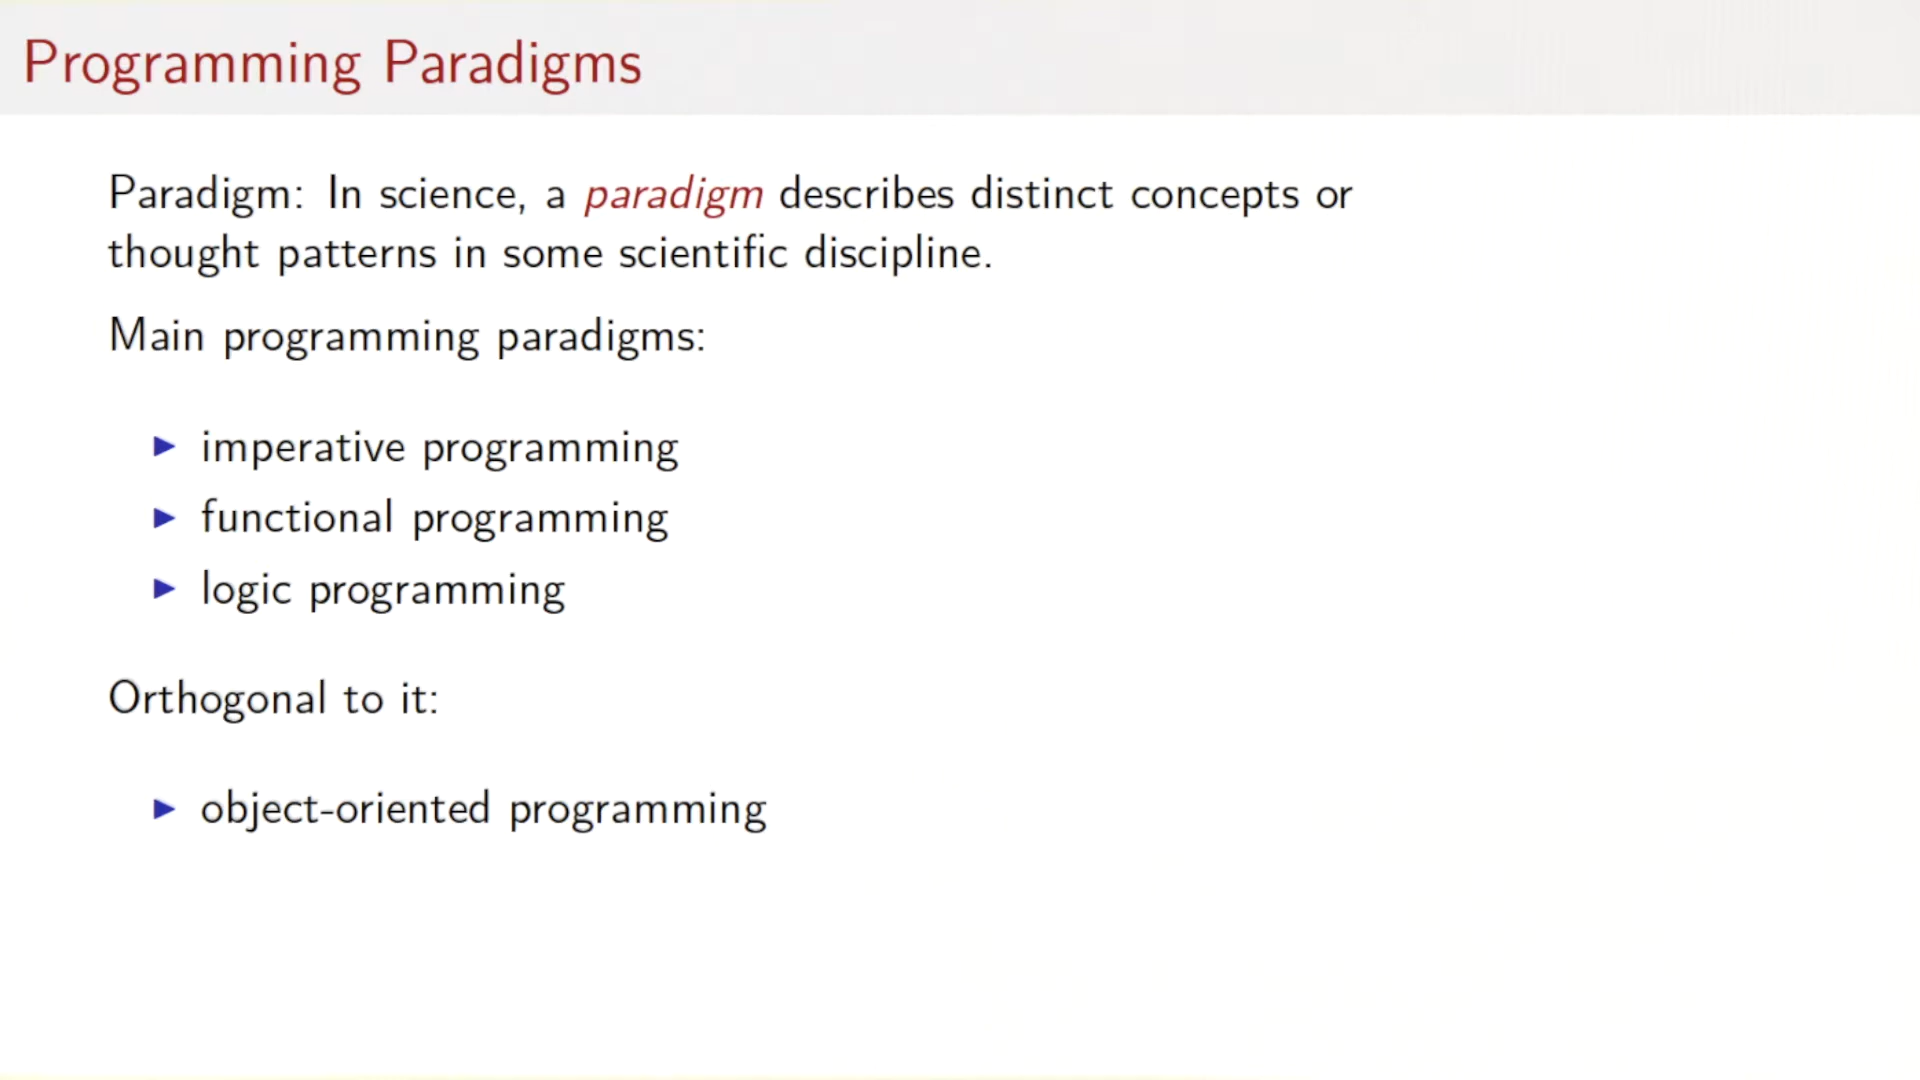 Programming Paradigms
Paradigm: In science, a paradigm describes distinct concepts or
thought patterns in some scientific discipline.
Main programming paradigms:
▶ imperative programming
▶ functional programming
▶ logic programming
Orthogonal to it:
▶ object-oriented programming